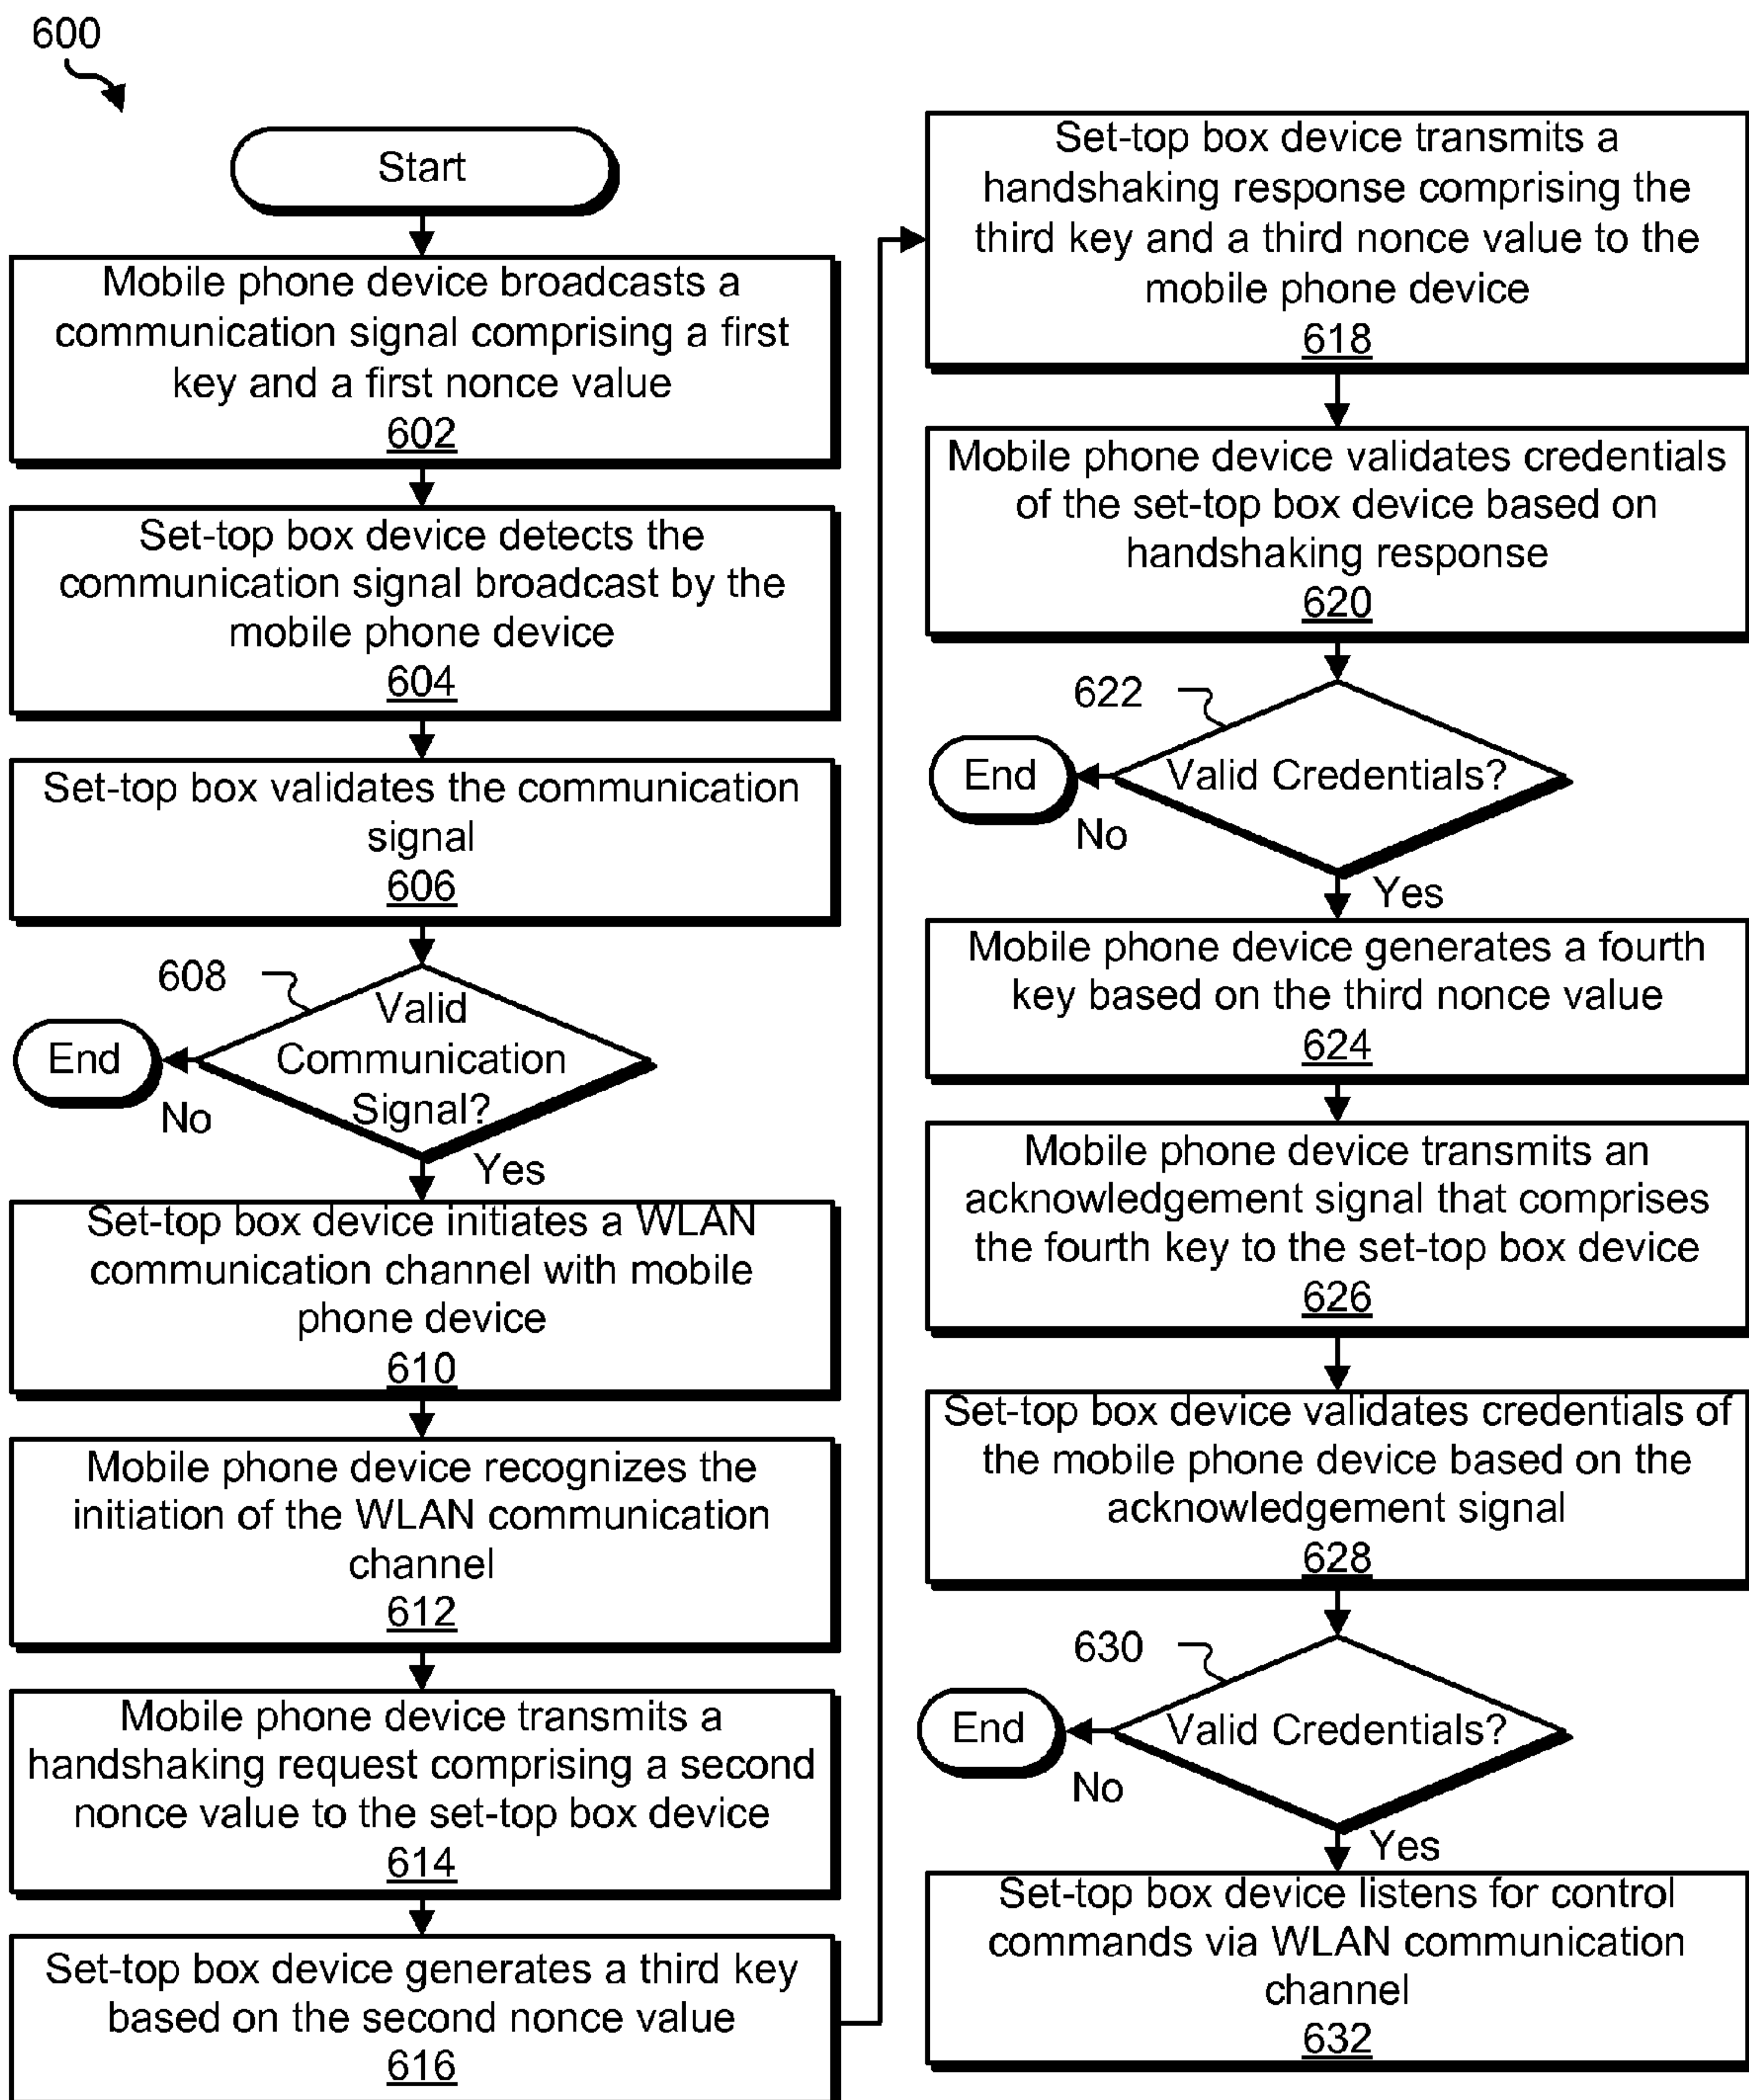 600
Start
Mobile phone device broadcasts a
communication signal comprising a first
key and a first nonce value
602
Set-top box device detects the
communication signal broadcast by the
mobile phone device
604
Set-top box validates the communication
signal
606
608
Valid
Communication
Signal?
End
No
Yes
Set-top box device initiates a WLAN
communication channel with mobile
phone device
610
Mobile phone device recognizes the
initiation of the WLAN communication
channel
612
Mobile phone device transmits a
handshaking request comprising a second
nonce value to the set-top box device
614
Set-top box device generates a third key
based on the second nonce value
616
Set-top box device transmits a
handshaking response comprising the
third key and a third nonce value to the
mobile phone device
618
Mobile phone device validates credentials
of the set-top box device based on
handshaking response
620
622
End
Valid Credentials?
No
Yes
Mobile phone device generates a fourth
key based on the third nonce value
624
Mobile phone device transmits an
acknowledgement signal that comprises
the fourth key to the set-top box device
626
Set-top box device validates credentials of
the mobile phone device based on the
acknowledgement signal
628
630
End
Valid Credentials?
No
Yes
Set-top box device listens for control
commands via WLAN communication
channel
632